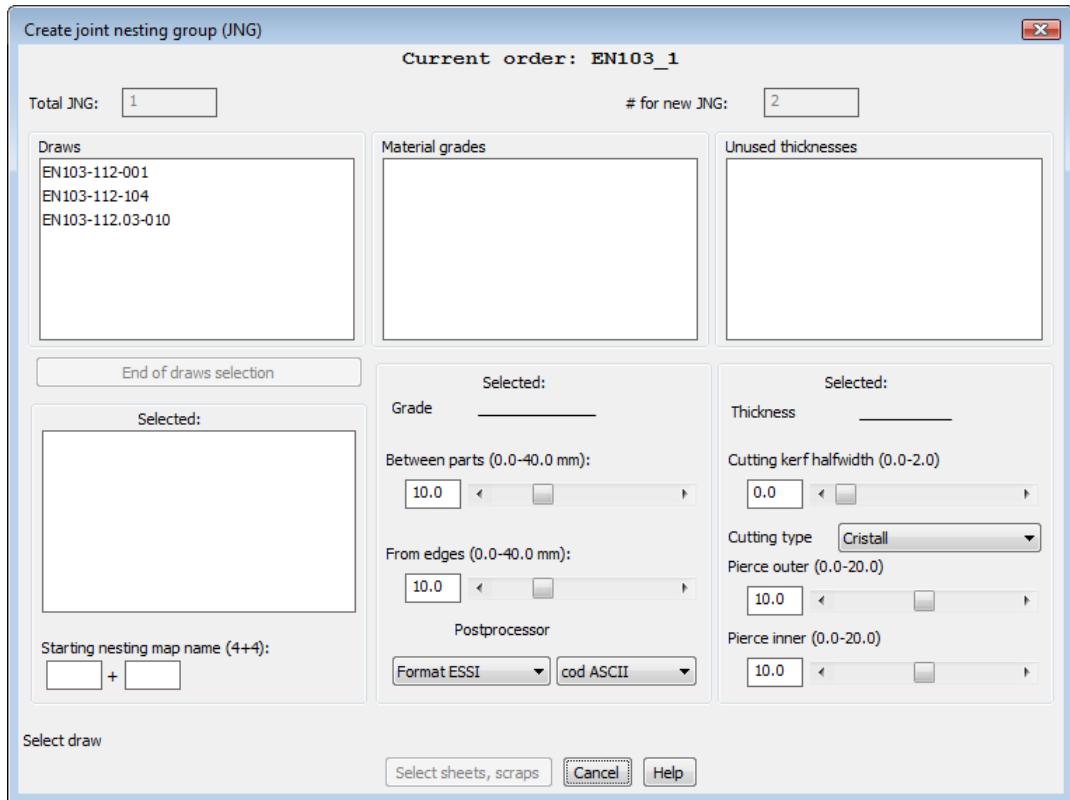 Create joint nesting group (JNG)
Current order: EN103_1
Total JNG: 1 # for new JNG: 2
Draws Material grades Unused thicknesses
EN103-112-001
EN103-112-104
EN103-112.03-010
End of draws selection
Selected:
Starting nesting map name (4+4):
+
Selected:
Grade
Between parts (0.0-40.0 mm):
10.0
From edges (0.0-40.0 mm):
10.0
Postprocessor
Format ESSI cod ASCII
Selected:
Thickness
Cutting kerf halfwidth (0.0-2.0)
0.0
Cutting type Cristall
Pierce outer (0.0-20.0)
10.0
Pierce inner (0.0-20.0)
10.0
Select draw
Select sheets, scraps Cancel Help